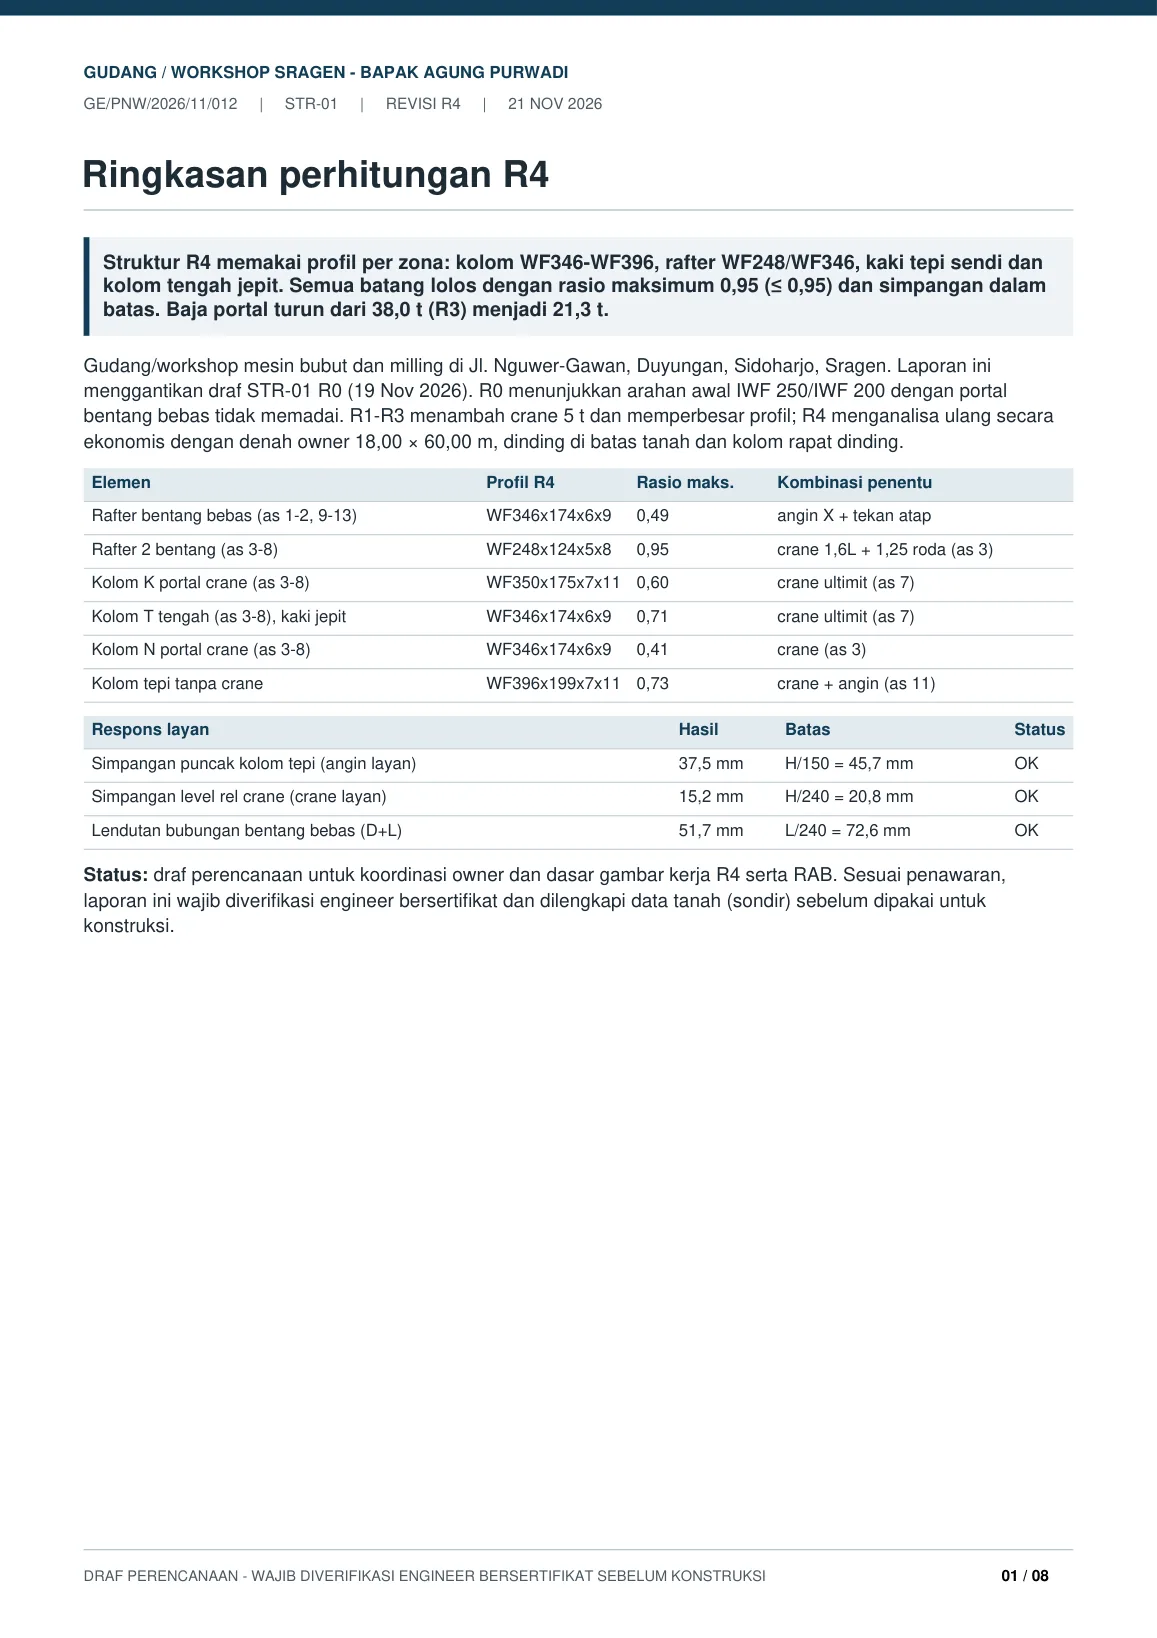 GUDANG / WORKSHOP SRAGEN - BAPAK AGUNG PURWADI
GE/PNW/2026/11/012 | STR-01 | REVISI R4 | 21 NOV 2026
Ringkasan perhitungan R4
Struktur R4 memakai profil per zona: kolom WF346-WF396, rafter WF248/WF346, kaki tepi sendi dan
kolom tengah jepit. Semua batang lolos dengan rasio maksimum 0,95 (≤ 0,95) dan simpangan dalam
batas. Baja portal turun dari 38,0 t (R3) menjadi 21,3 t.
Gudang/workshop mesin bubut dan milling di Jl. Nguwer-Gawan, Duyungan, Sidoharjo, Sragen. Laporan ini
menggantikan draf STR-01 R0 (19 Nov 2026). R0 menunjukkan arahan awal IWF 250/IWF 200 dengan portal
bentang bebas tidak memadai. R1-R3 menambah crane 5 t dan memperbesar profil; R4 menganalisa ulang secara
ekonomis dengan denah owner 18,00 × 60,00 m, dinding di batas tanah dan kolom rapat dinding.
Elemen Profil R4 Rasio maks. Kombinasi penentu
Rafter bentang bebas (as 1-2, 9-13) WF346x174x6x9 0,49 angin X + tekan atap
Rafter 2 bentang (as 3-8) WF248x124x5x8 0,95 crane 1,6L + 1,25 roda (as 3)
Kolom K portal crane (as 3-8) WF350x175x7x11 0,60 crane ultimit (as 7)
Kolom T tengah (as 3-8), kaki jepit WF346x174x6x9 0,71 crane ultimit (as 7)
Kolom N portal crane (as 3-8) WF346x174x6x9 0,41 crane (as 3)
Kolom tepi tanpa crane WF396x199x7x11 0,73 crane + angin (as 11)
Respons layan Hasil Batas Status
Simpangan puncak kolom tepi (angin layan) 37,5 mm H/150 = 45,7 mm OK
Simpangan level rel crane (crane layan) 15,2 mm H/240 = 20,8 mm OK
Lendutan bubungan bentang bebas (D+L) 51,7 mm L/240 = 72,6 mm OK
Status: draf perencanaan untuk koordinasi owner dan dasar gambar kerja R4 serta RAB. Sesuai penawaran,
laporan ini wajib diverifikasi engineer bersertifikat dan dilengkapi data tanah (sondir) sebelum dipakai untuk
konstruksi.
DRAF PERENCANAAN - WAJIB DIVERIFIKASI ENGINEER BERSERTIFIKAT SEBELUM KONSTRUKSI 01 / 08